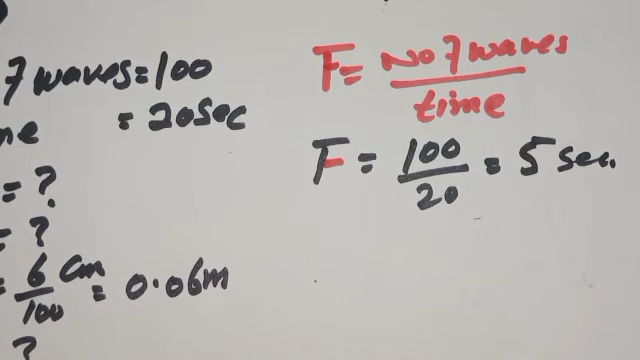 7 waves = 100
ne = 20sec
= ?
= ?
= 6 cm / 100 = 0.06m
?
F = No 7 waves / time
F = 100 / 20 = 5 sec.